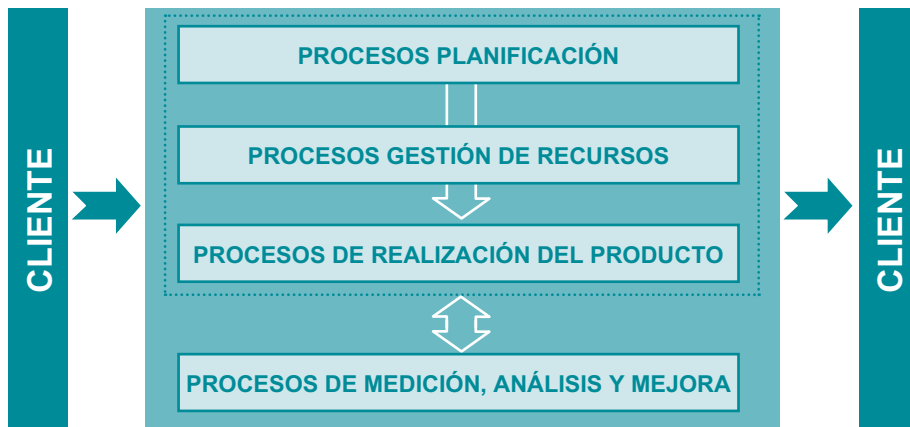 CLIENTE
PROCESOS PLANIFICACIÓN
PROCESOS GESTIÓN DE RECURSOS
PROCESOS DE REALIZACIÓN DEL PRODUCTO
PROCESOS DE MEDICIÓN, ANÁLISIS Y MEJORA
CLIENTE